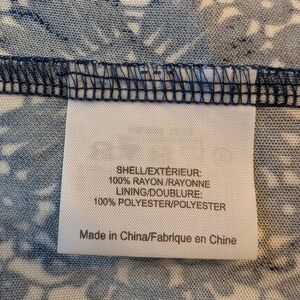 SHELL/EXTÉRIEUR:
100% RAYON /RAYONNE
LINING/DOUBLURE:
100% POLYESTER/POLYESTER
Made in China/Fabrique en Chine